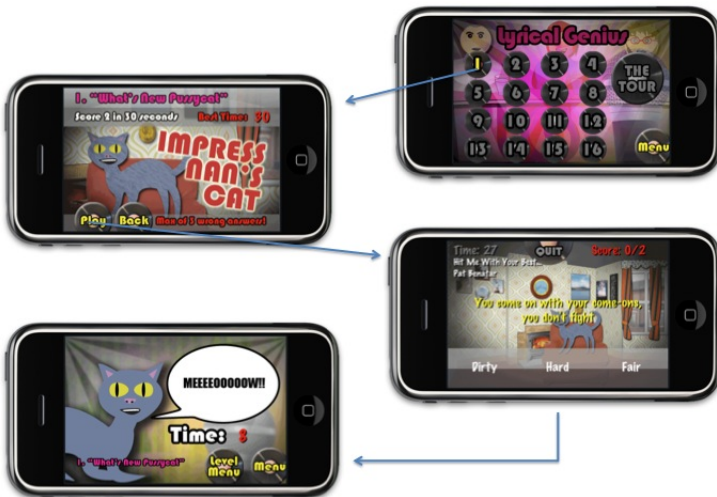 Lyrical Genius
1 2 3 4
THE TOUR
5 6 7 8
9 10 11 12
13 14 15 16
Menu
1. "What's New Pussycat"
Score 2 in 30 seconds Best Time: 30
IMPRESS
NAN'S
CAT
Play Back Max of 5 wrong answers!
Time: 27 QUIT Score: 0/2
Hit Me With Your Best...
Pat Benatar
You come on with your come-ons,
you don't fight
Dirty Hard Fair
MEEEEOOOOOW!!
Time: 8
1. "What's New Pussycat"
Level Menu
Menu